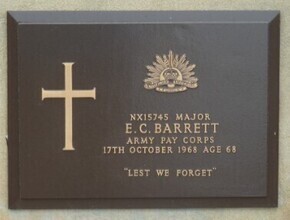 NX15745 MAJOR
E. C. BARRETT
ARMY PAY CORPS
17TH OCTOBER 1968 AGE 68
"LEST WE FORGET"